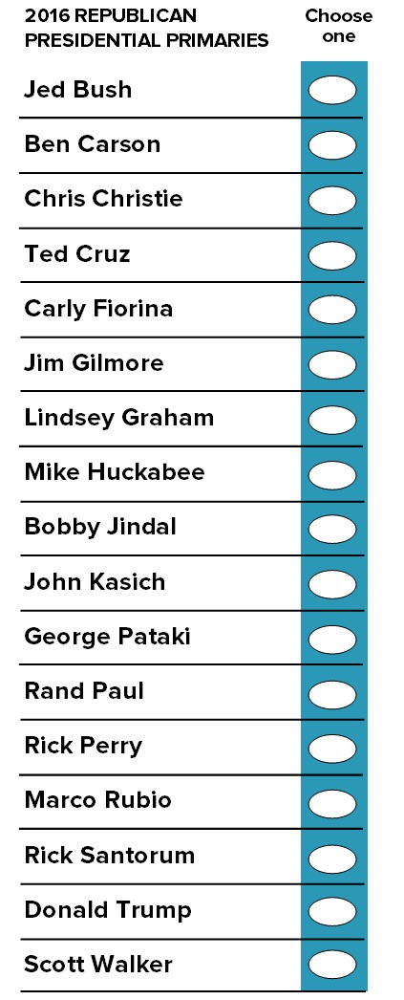 2016 REPUBLICAN
PRESIDENTIAL PRIMARIES
Choose
one
Jed Bush
Ben Carson
Chris Christie
Ted Cruz
Carly Fiorina
Jim Gilmore
Lindsey Graham
Mike Huckabee
Bobby Jindal
John Kasich
George Pataki
Rand Paul
Rick Perry
Marco Rubio
Rick Santorum
Donald Trump
Scott Walker